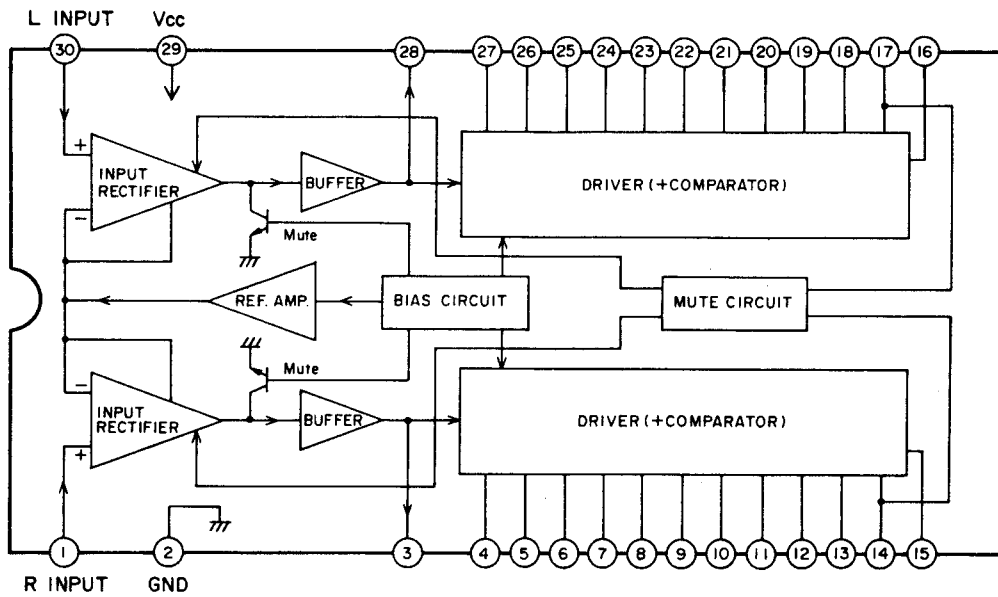 L INPUT Vcc
30 29 28 27 26 25 24 23 22 21 20 19 18 17 16
+
INPUT
RECTIFIER
BUFFER
DRIVER (+COMPARATOR)
−
Mute
REF. AMP.
BIAS CIRCUIT
MUTE CIRCUIT
Mute
−
INPUT
RECTIFIER
BUFFER
DRIVER (+COMPARATOR)
+
1 2 3 4 5 6 7 8 9 10 11 12 13 14 15
R INPUT GND